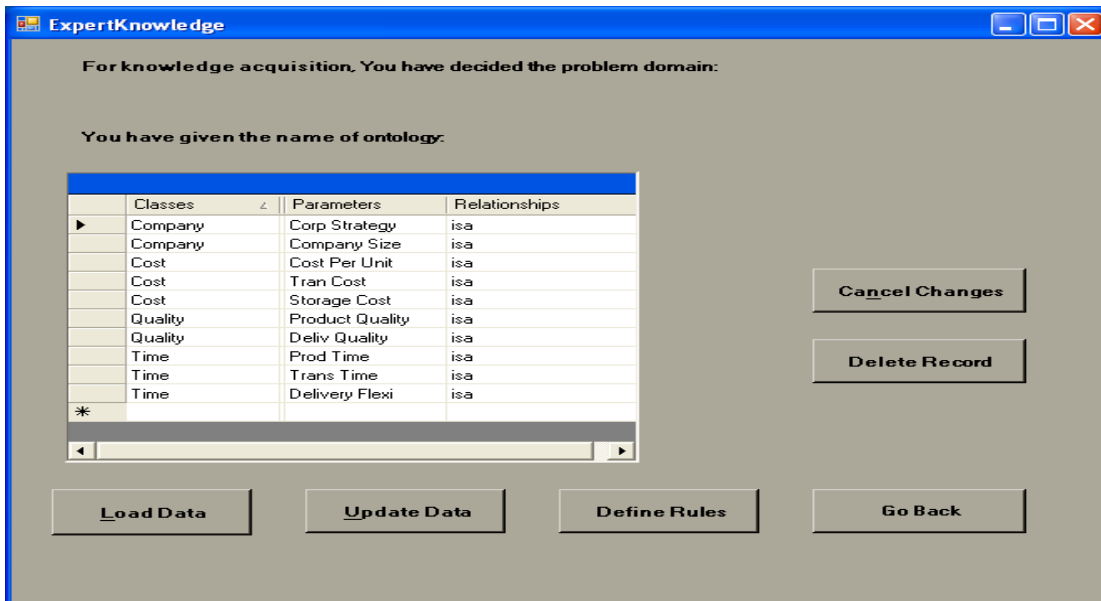 ExpertKnowledge
For knowledge acquisition, You have decided the problem domain:
You have given the name of ontology:
Classes Parameters Relationships
Company Corp Strategy isa
Company Company Size isa
Cost Cost Per Unit isa
Cost Tran Cost isa
Cost Storage Cost isa
Quality Product Quality isa
Quality Deliv Quality isa
Time Prod Time isa
Time Trans Time isa
Time Delivery Flexi isa
Cancel Changes
Delete Record
Load Data Update Data Define Rules Go Back